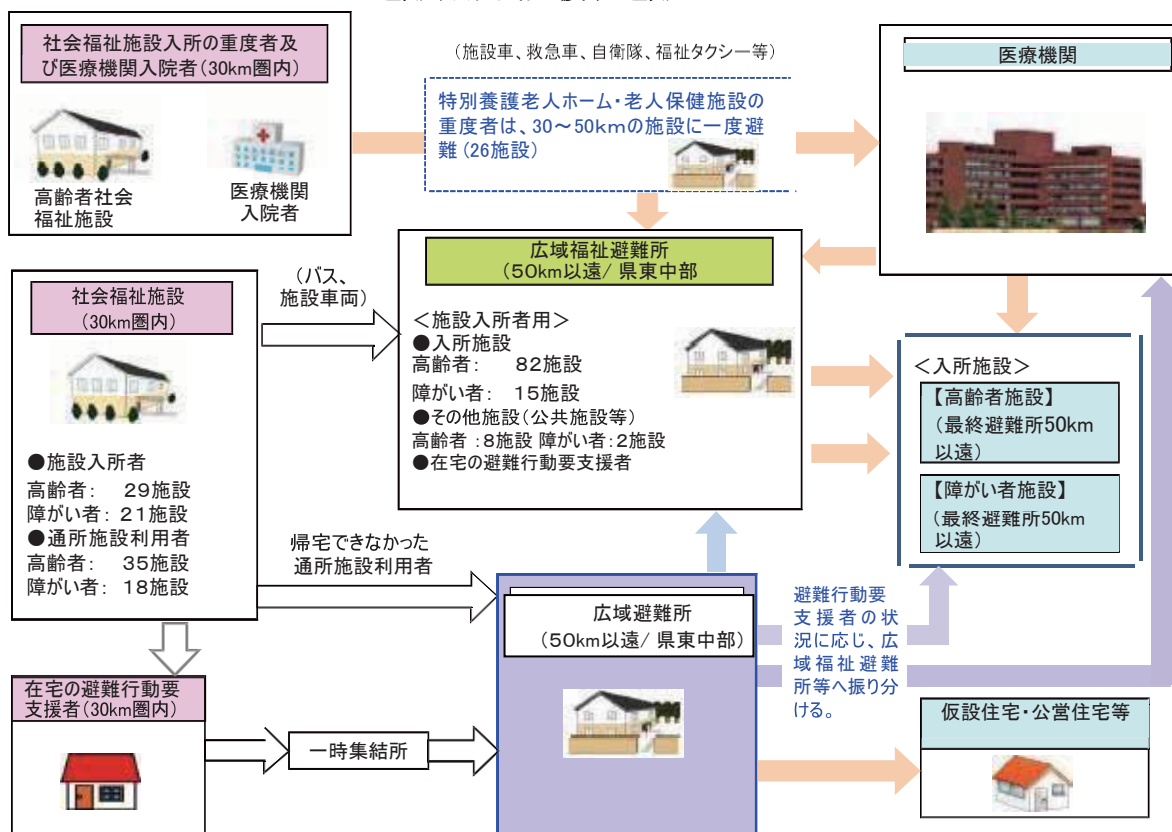 社会福祉施設入所の重度者及
び医療機関入院者(30km圏内)
高齢者社会
福祉施設
医療機関
入院者
(施設車、救急車、自衛隊、福祉タクシー等)
特別養護老人ホーム・老人保健施設の
重度者は、30～50kmの施設に一度避
難(26施設)
医療機関
社会福祉施設
(30km圏内)
●施設入所者
高齢者: 29施設
障がい者: 21施設
●通所施設利用者
高齢者: 35施設
障がい者: 18施設
(バス、
施設車両)
広域福祉避難所
(50km以遠/ 県東中部
＜施設入所者用＞
●入所施設
高齢者: 82施設
障がい者: 15施設
●その他施設(公共施設等)
高齢者 :8施設 障がい者:2施設
●在宅の避難行動要支援者
＜入所施設＞
【高齢者施設】
(最終避難所50km
以遠)
【障がい者施設】
(最終避難所50km
以遠)
帰宅できなかった
通所施設利用者
広域避難所
(50km以遠/ 県東中部)
避難行動要
支援者の状
況に応じ、広
域福祉避難
所等へ振り分
ける。
在宅の避難行動要
支援者(30km圏内)
一時集結所
仮設住宅・公営住宅等